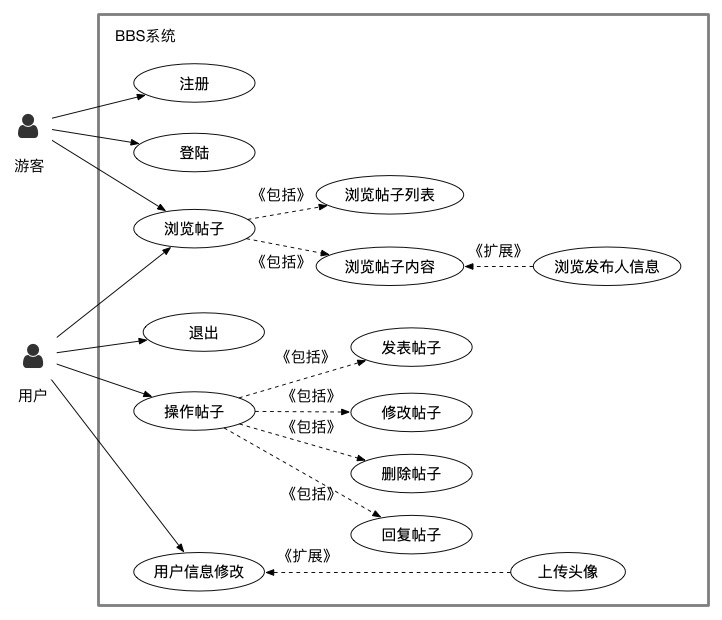 BBS系统
注册
登陆
游客
《包括》
浏览帖子列表
浏览帖子
《包括》
浏览帖子内容
《扩展》
浏览发布人信息
退出
用户
《包括》
发表帖子
操作帖子
《包括》
修改帖子
《包括》
删除帖子
《包括》
回复帖子
用户信息修改
《扩展》
上传头像